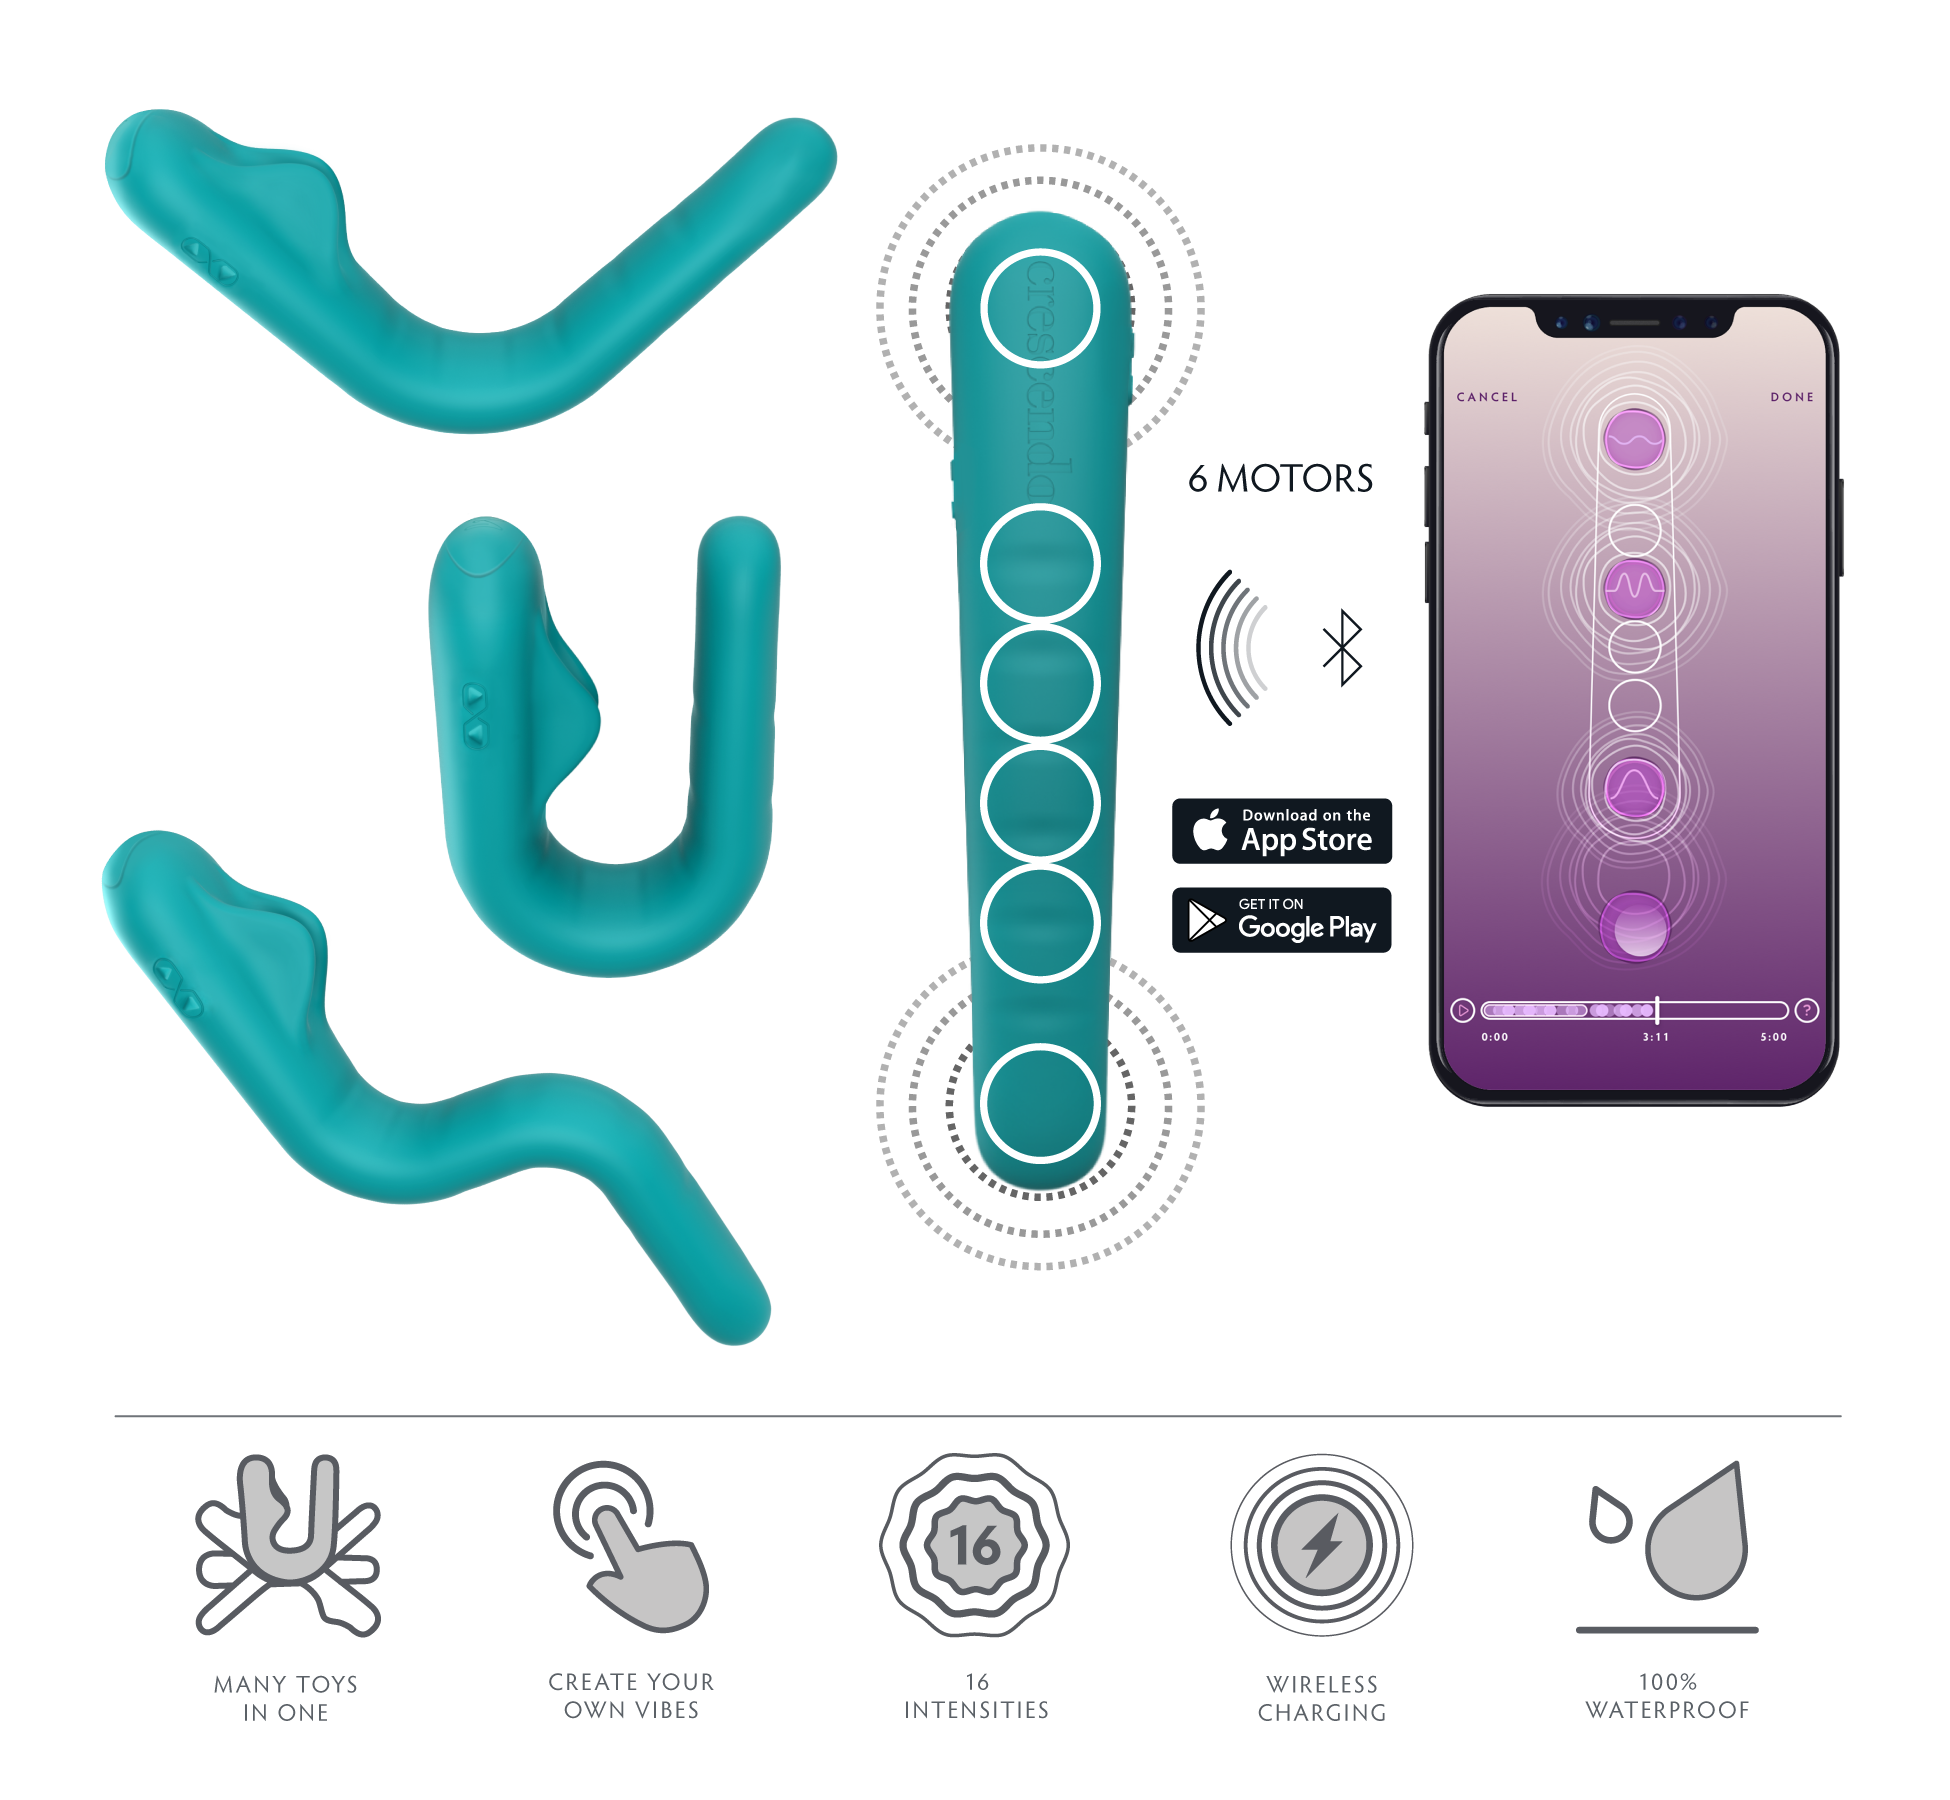 crescendo
6 MOTORS
Download on the
App Store
GET IT ON
Google Play
CANCEL
DONE
?
0:00
3:11
5:00
16
MANY TOYS
IN ONE
CREATE YOUR
OWN VIBES
16
INTENSITIES
WIRELESS
CHARGING
100%
WATERPROOF